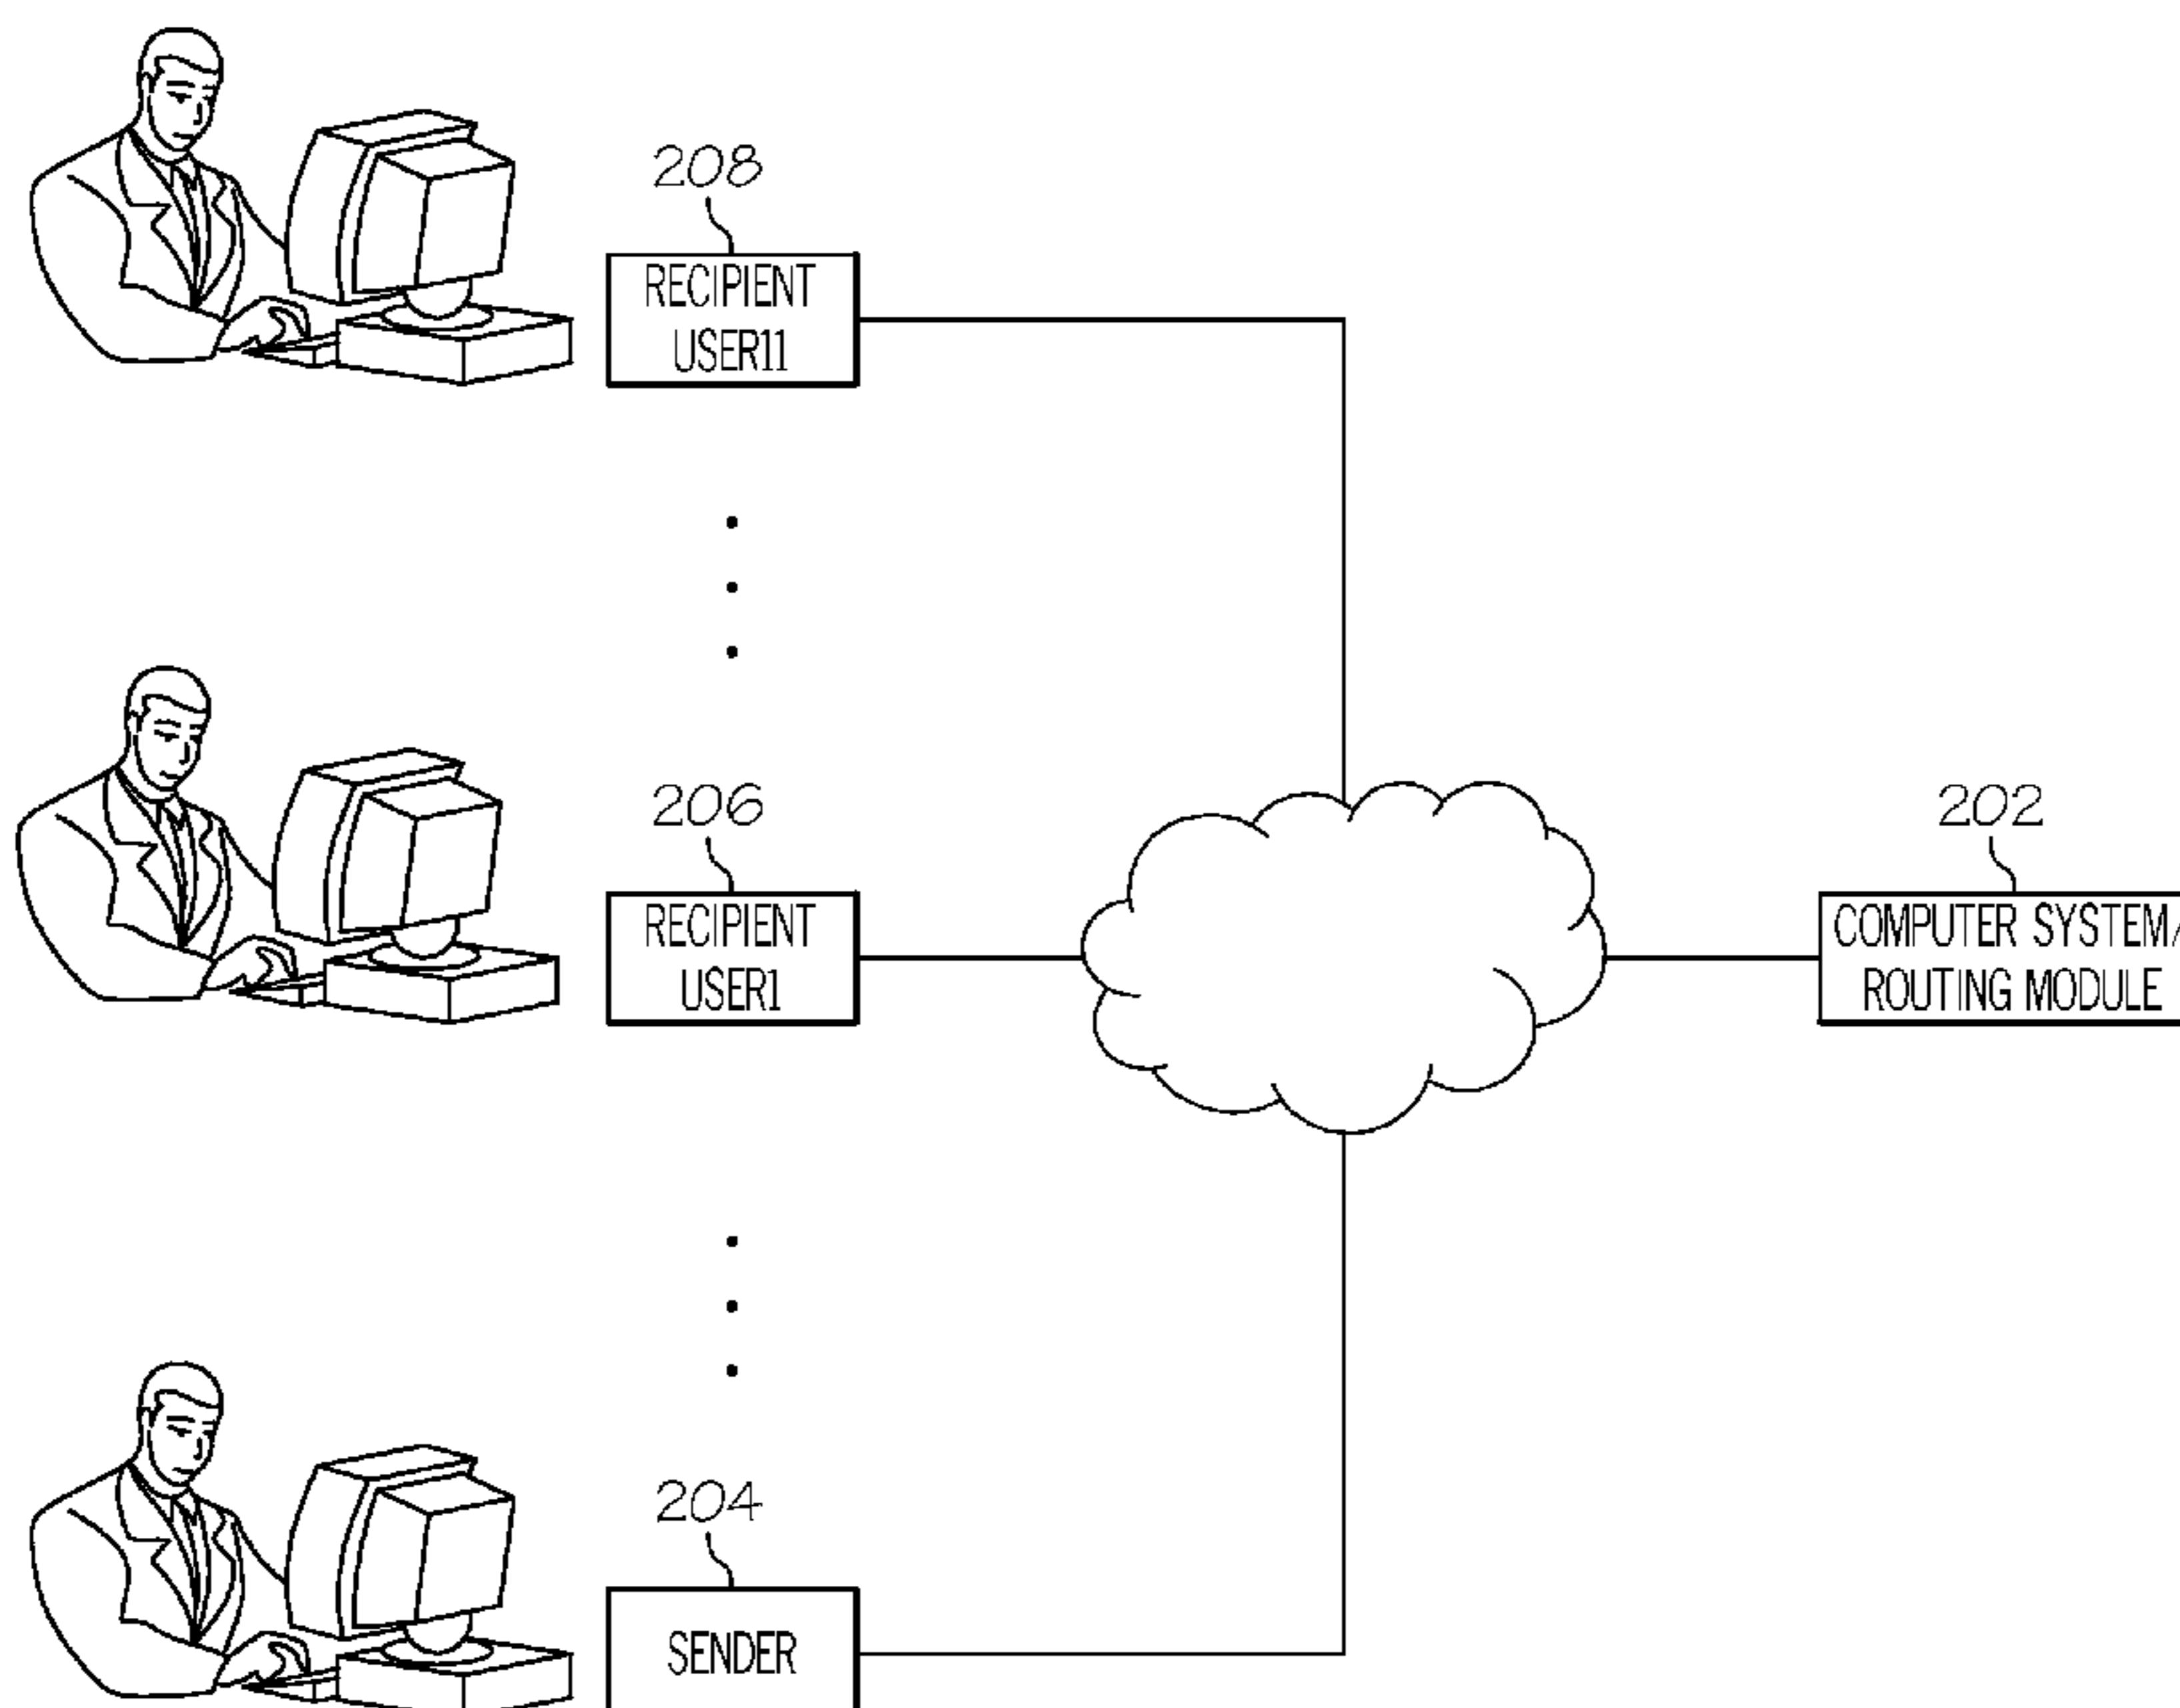 208
RECIPIENT
USER11
206
RECIPIENT
USER1
202
COMPUTER SYSTEM/
ROUTING MODULE
204
SENDER